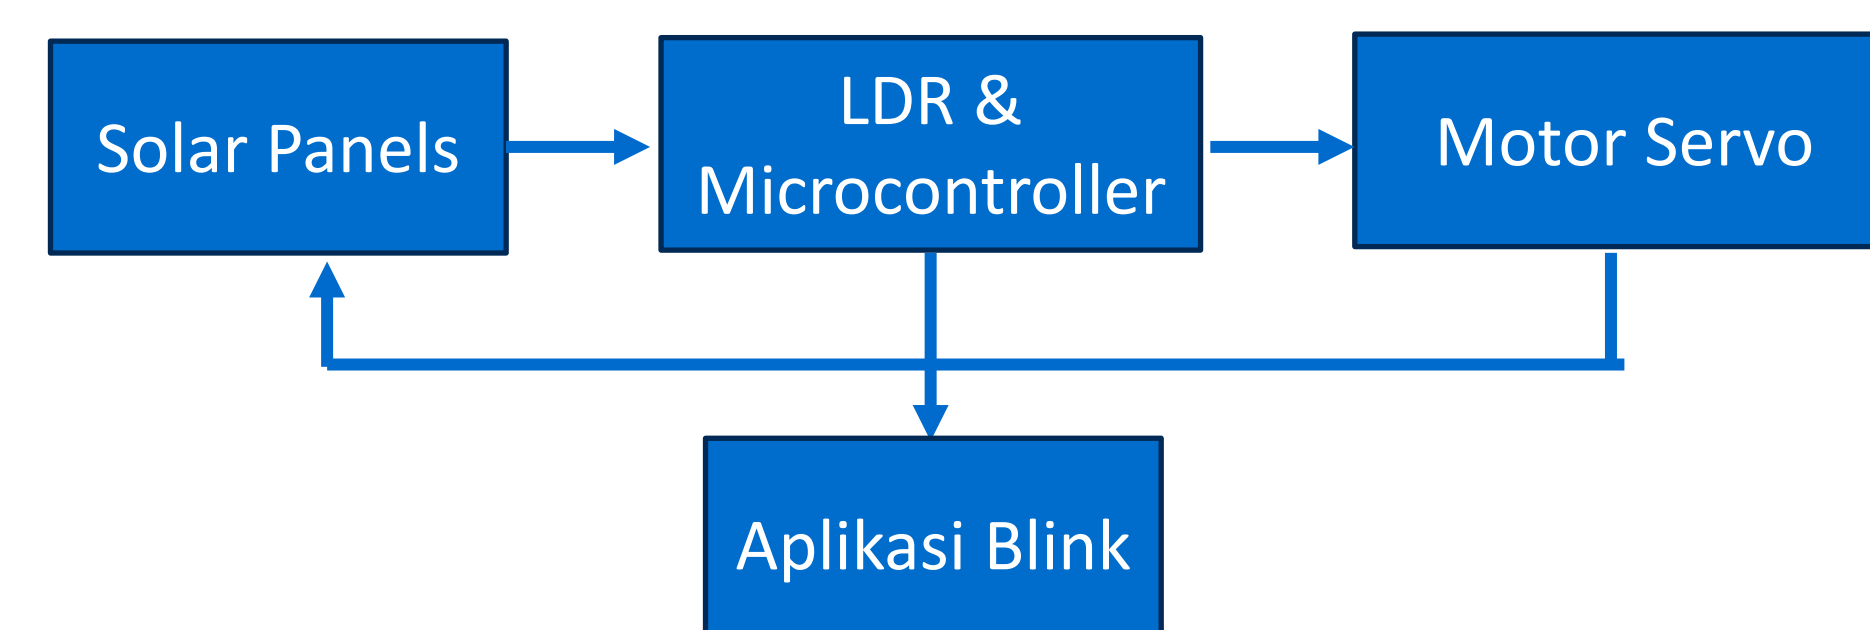 Solar Panels
LDR &
Microcontroller
Motor Servo
Aplikasi Blink